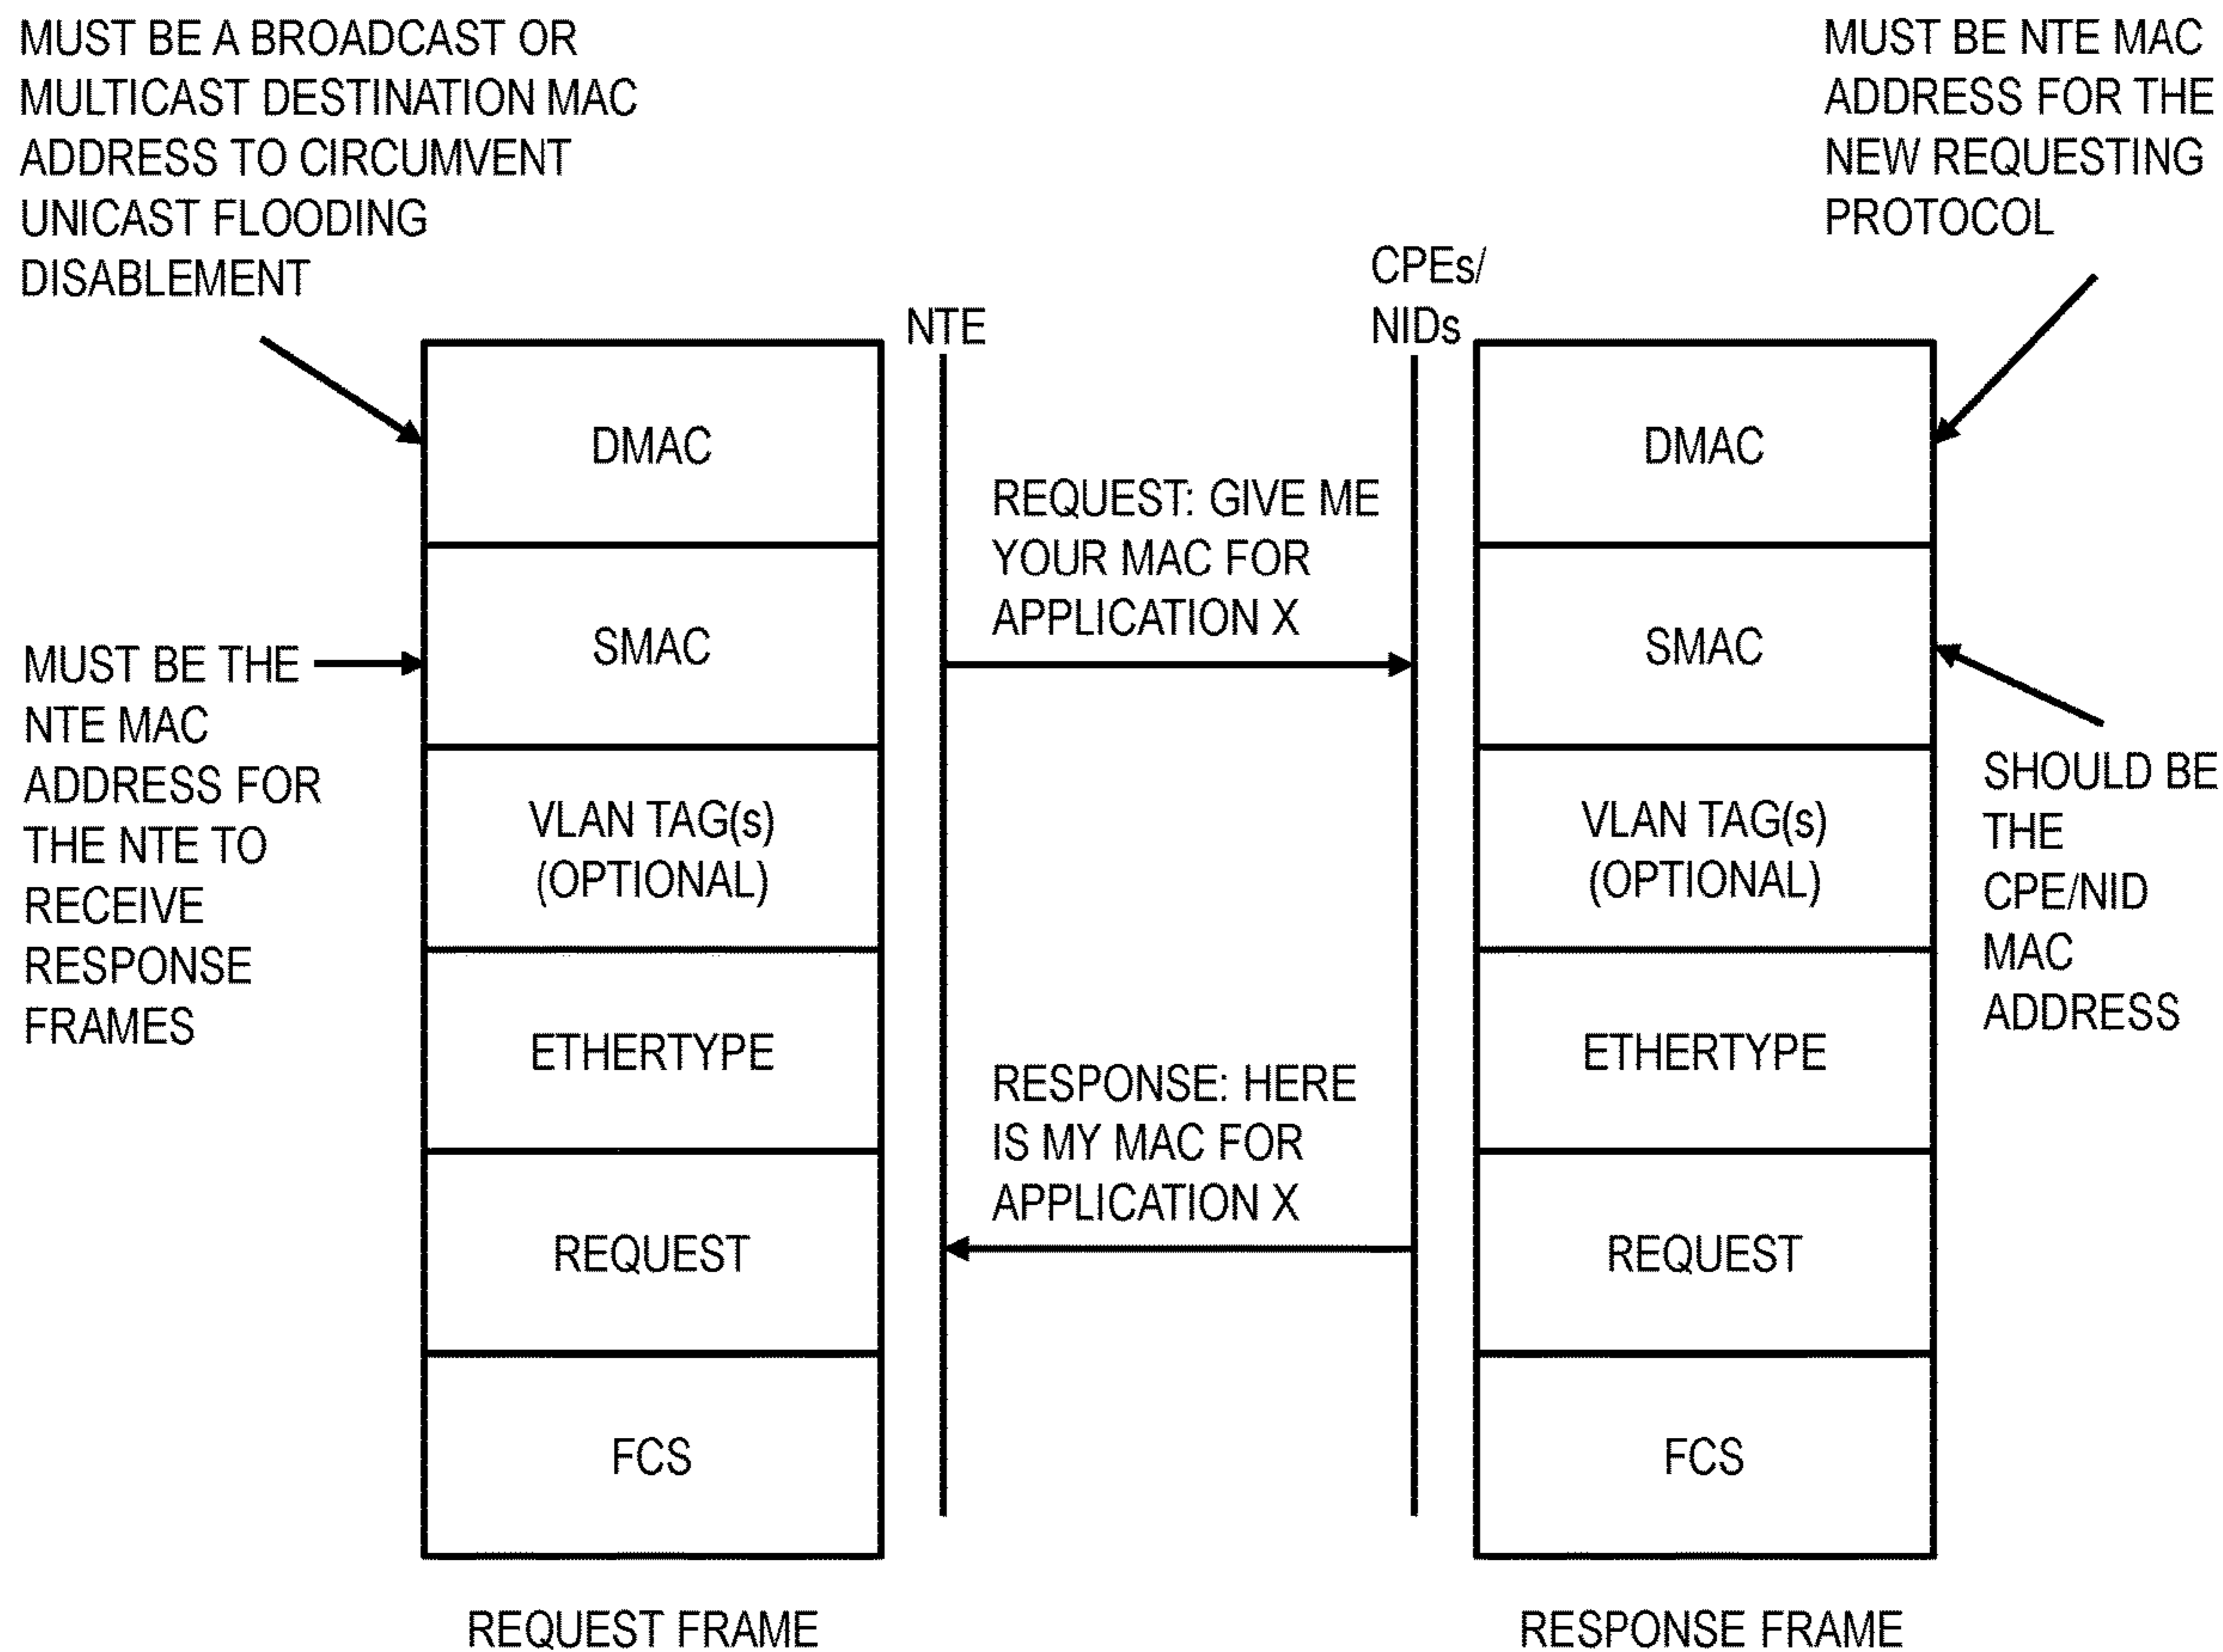 MUST BE A BROADCAST OR
MULTICAST DESTINATION MAC
ADDRESS TO CIRCUMVENT
UNICAST FLOODING
DISABLEMENT
MUST BE NTE MAC
ADDRESS FOR THE
NEW REQUESTING
PROTOCOL
NTE
CPEs/
NIDs
DMAC
SMAC
VLAN TAG(s)
(OPTIONAL)
ETHERTYPE
REQUEST
FCS
REQUEST FRAME
MUST BE THE
NTE MAC
ADDRESS FOR
THE NTE TO
RECEIVE
RESPONSE
FRAMES
REQUEST: GIVE ME
YOUR MAC FOR
APPLICATION X
RESPONSE: HERE
IS MY MAC FOR
APPLICATION X
DMAC
SMAC
VLAN TAG(s)
(OPTIONAL)
ETHERTYPE
REQUEST
FCS
RESPONSE FRAME
SHOULD BE
THE
CPE/NID
MAC
ADDRESS